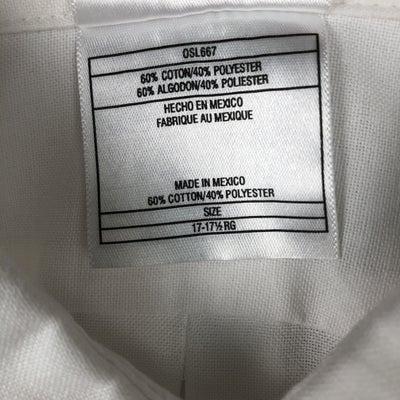 OSL667
60% COTON/40% POLYESTER
60% ALGODON/40% POLIESTER
HECHO EN MEXICO
FABRIQUE AU MEXIQUE
MADE IN MEXICO
60% COTTON/40% POLYESTER
SIZE
17-17½ RG